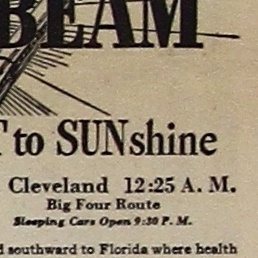 BEAM
T to SUNshine
Cleveland 12:25 A. M.
Big Four Route
Sleeping Cars Open 9:30 P. M.
d southward to Florida where health